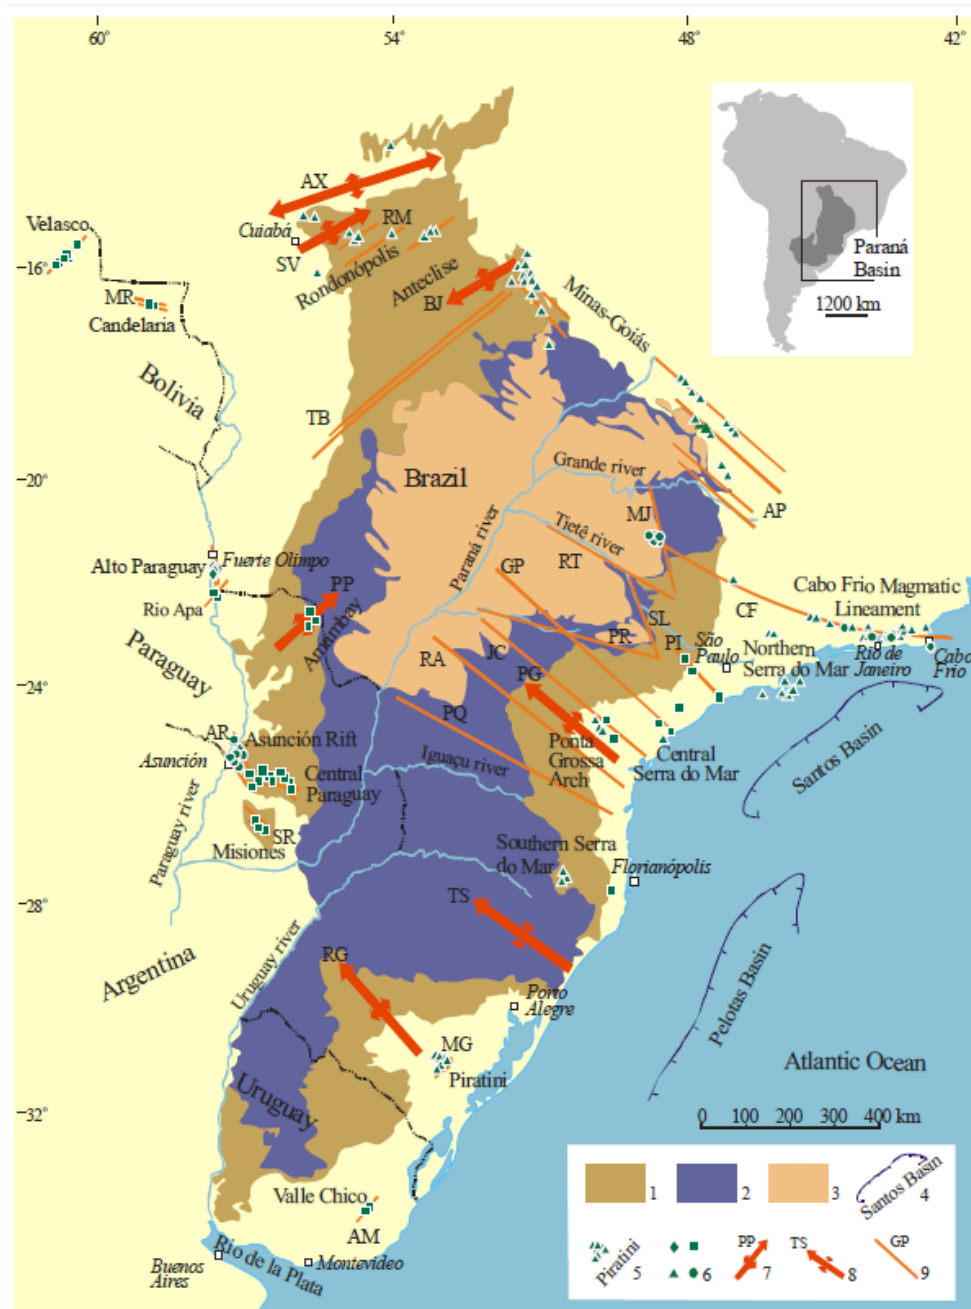 60°
54°
48°
42°
AX
Velasco
Cuiabá
RM
SV
Rondonópolis
Anteclise
BJ
−16°
MR
Candelaria
Minas-Goiás
Paraná
Basin
1200 km
Bolivia
TB
−20°
Brazil
Grande river
AP
MJ
Tietê river
Paraná river
GP
RT
Fuerte Olimpo
Alto Paraguay
PP
Rio Apa
Amambay
Cabo Frio Magmatic
Lineament
CF
SL
PR
PI
São
Paulo
Northern
Serra do Mar
Rio de
Janeiro
Cabo
Frio
Paraguay
−24°
RA
JC
PG
PQ
AR
Asunción Rift
Asunción
Central
Paraguay
Iguaçu river
Ponta
Grossa
Arch
Central
Serra do Mar
Santos Basin
Paraguay river
SR
Misiones
Southern Serra
do Mar
Florianópolis
−28°
TS
Argentina
Uruguay river
RG
Porto
Alegre
Pelotas Basin
MG
Piratini
Atlantic Ocean
−32°
Uruguay
0 100 200 300 400 km
Valle Chico
AM
Buenos
Aires
Rio de la Plata
Montevideo
1
2
3
Santos Basin
4
Piratini
5
6
PP
7
TS
8
GP
9